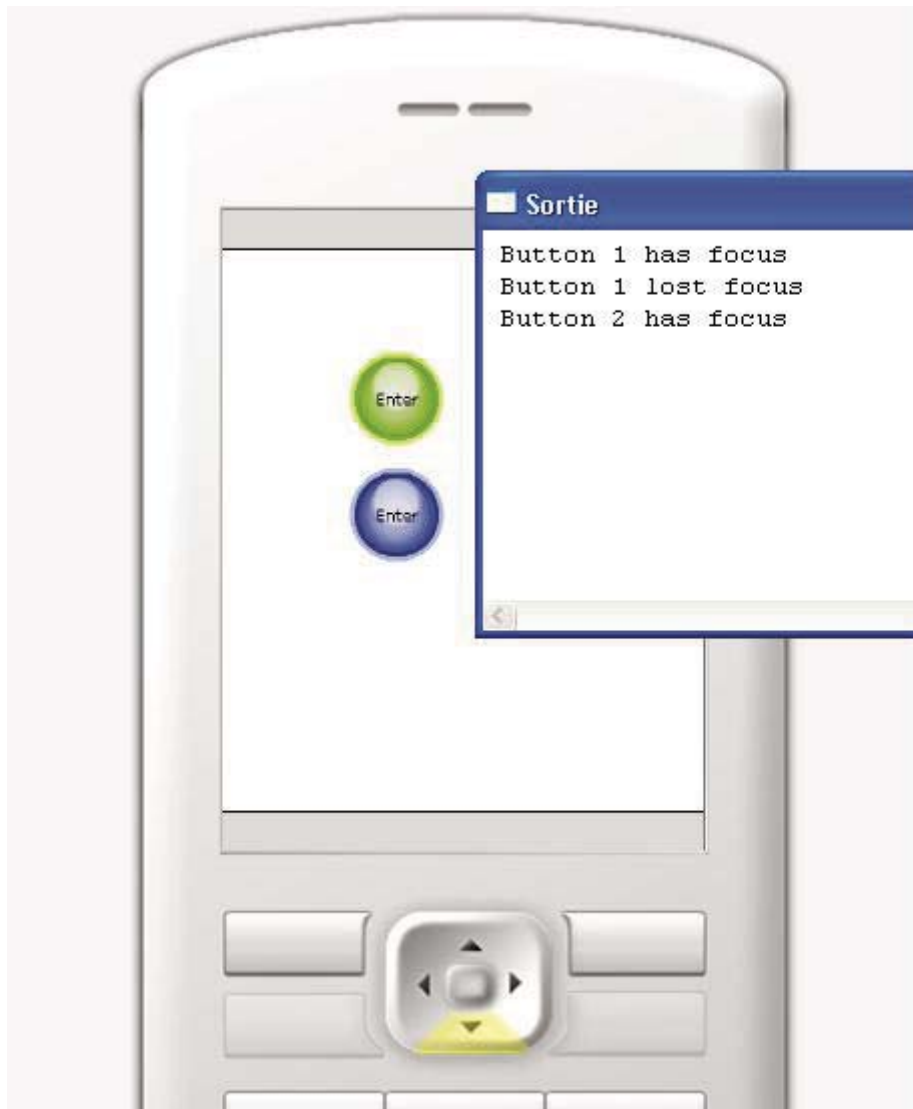 Sortie
Button 1 has focus
Button 1 lost focus
Button 2 has focus
Enter
Enter